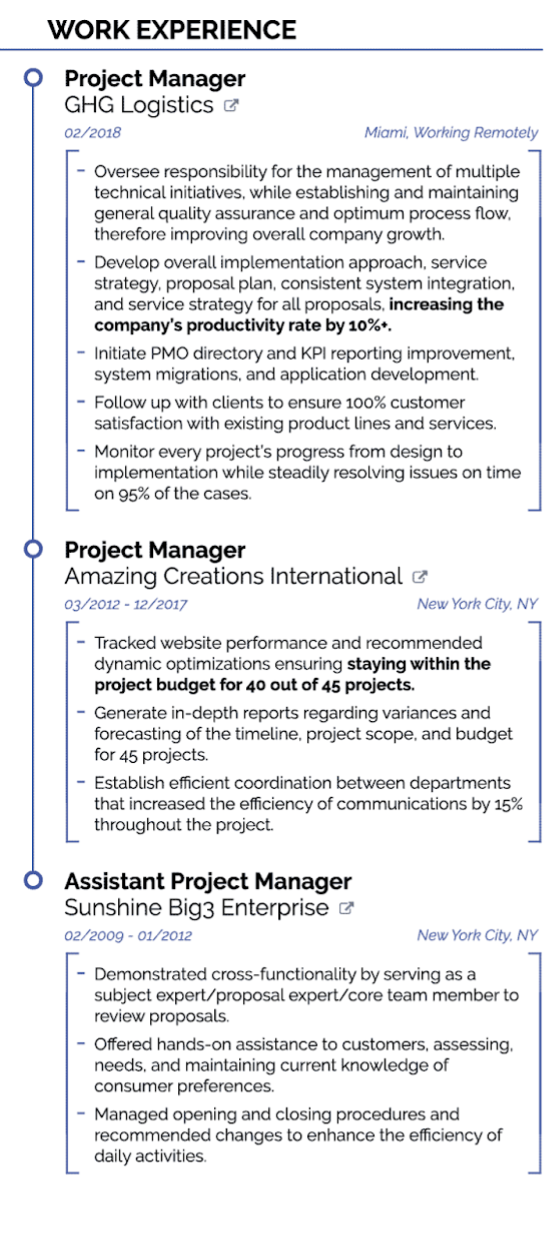 WORK EXPERIENCE
Project Manager
GHG Logistics
02/2018 Miami, Working Remotely
– Oversee responsibility for the management of multiple
technical initiatives, while establishing and maintaining
general quality assurance and optimum process flow,
therefore improving overall company growth.
– Develop overall implementation approach, service
strategy, proposal plan, consistent system integration,
and service strategy for all proposals, increasing the
company's productivity rate by 10%+.
– Initiate PMO directory and KPI reporting improvement,
system migrations, and application development.
– Follow up with clients to ensure 100% customer
satisfaction with existing product lines and services.
– Monitor every project's progress from design to
implementation while steadily resolving issues on time
on 95% of the cases.
Project Manager
Amazing Creations International
03/2012 - 12/2017 New York City, NY
– Tracked website performance and recommended
dynamic optimizations ensuring staying within the
project budget for 40 out of 45 projects.
– Generate in-depth reports regarding variances and
forecasting of the timeline, project scope, and budget
for 45 projects.
– Establish efficient coordination between departments
that increased the efficiency of communications by 15%
throughout the project.
Assistant Project Manager
Sunshine Big3 Enterprise
02/2009 - 01/2012 New York City, NY
– Demonstrated cross-functionality by serving as a
subject expert/proposal expert/core team member to
review proposals.
– Offered hands-on assistance to customers, assessing,
needs, and maintaining current knowledge of
consumer preferences.
– Managed opening and closing procedures and
recommended changes to enhance the efficiency of
daily activities.